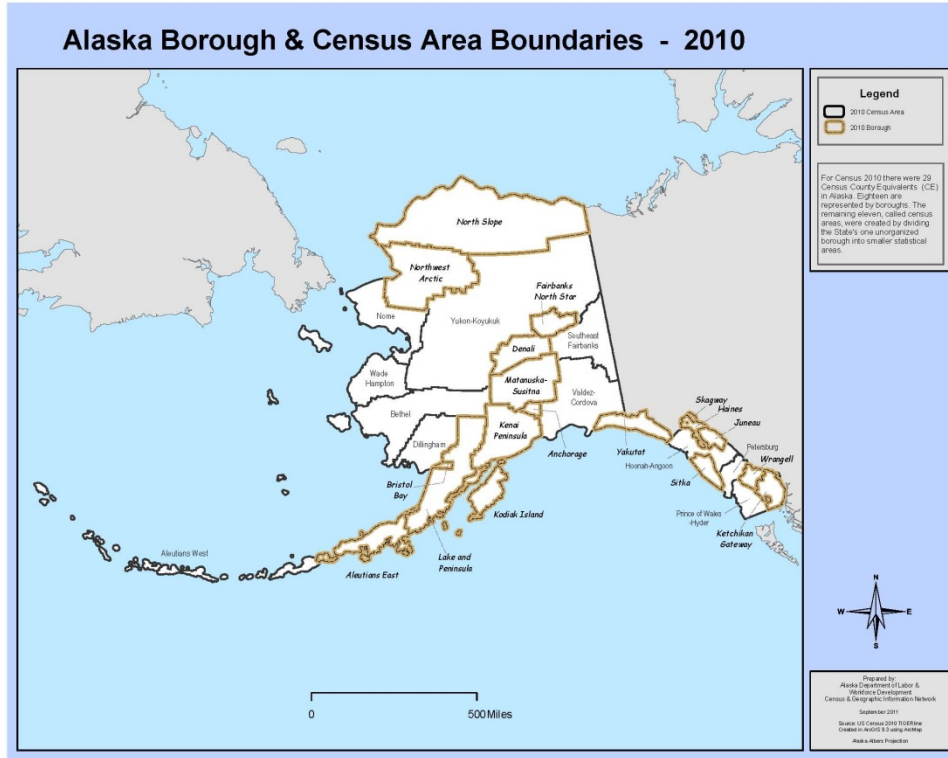 Alaska Borough & Census Area Boundaries - 2010
Legend
2010 Census Area
2010 Borough
For Census 2010 there were 29
Census County Equivalents (CE)
in Alaska. Eighteen are
represented by boroughs. The
remaining eleven, called census
areas, were created by dividing
the State's one unorganized
borough into smaller statistical
areas.
North Slope
Northwest
Arctic
Fairbanks
North Star
Nome
Yukon-Koyukuk
Southeast
Fairbanks
Denali
Wade
Hampton
Matanuska-
Susitna
Valdez-
Cordova
Bethel
Kenai
Peninsula
Dillingham
Anchorage
Yakutat
Skagway
Haines
Juneau
Hoonah-Angoon
Petersburg
Wrangell
Sitka
Bristol
Bay
Kodiak Island
Prince of Wales
-Hyder
Ketchikan
Gateway
Lake and
Peninsula
Aleutians West
Aleutians East
N
W
E
S
0
500 Miles
Prepared by:
Alaska Department of Labor &
Workforce Development
Census & Geographic Information Network
September 2011
Source: US Census 2010 TIGERline
Created in ArcGIS 9.3 using ArcMap
Alaska Albers Projection